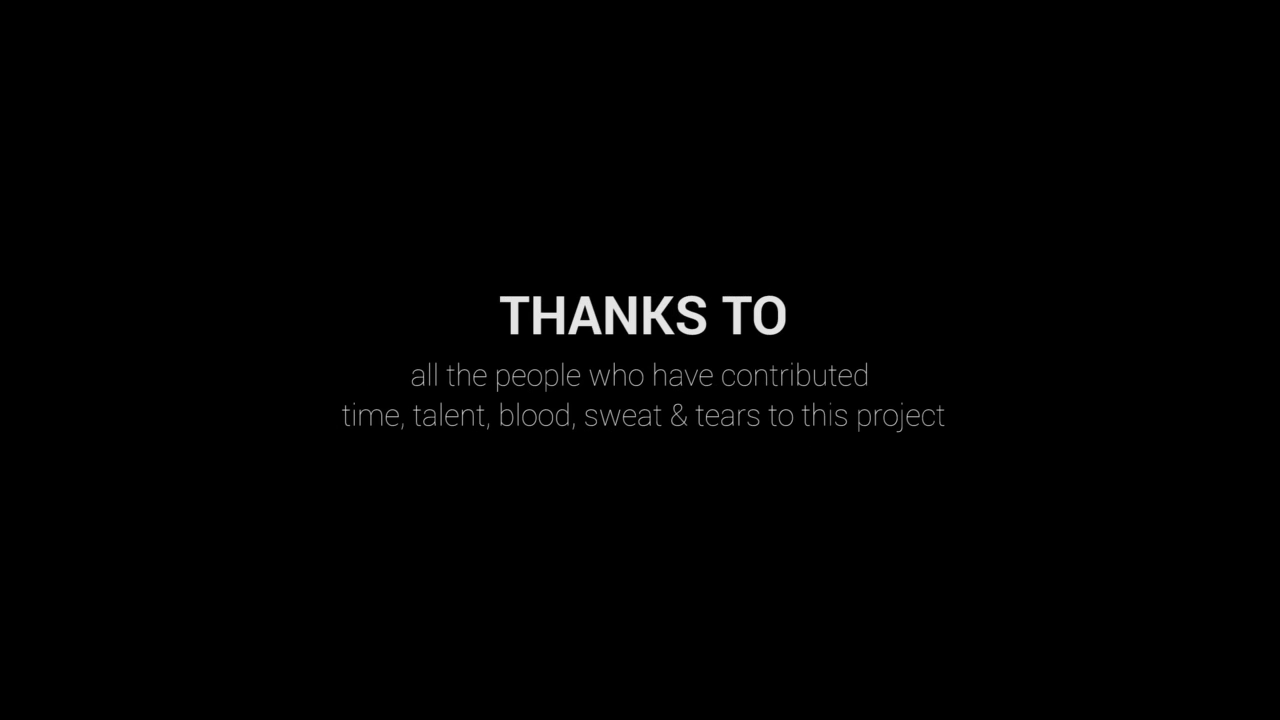 THANKS TO
all the people who have contributed
time, talent, blood, sweat & tears to this project